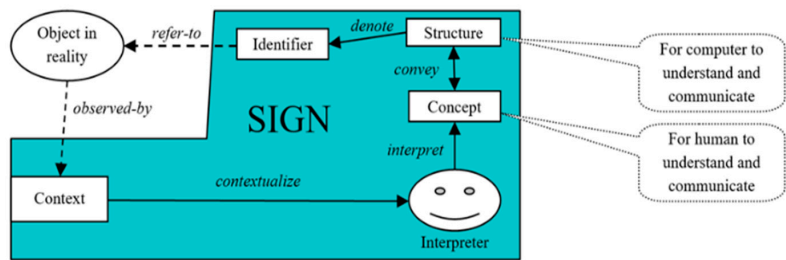 Object in
reality
refer-to
Identifier
denote
Structure
For computer to
understand and
communicate
convey
observed-by
SIGN
Concept
For human to
understand and
communicate
interpret
Context
contextualize
Interpreter